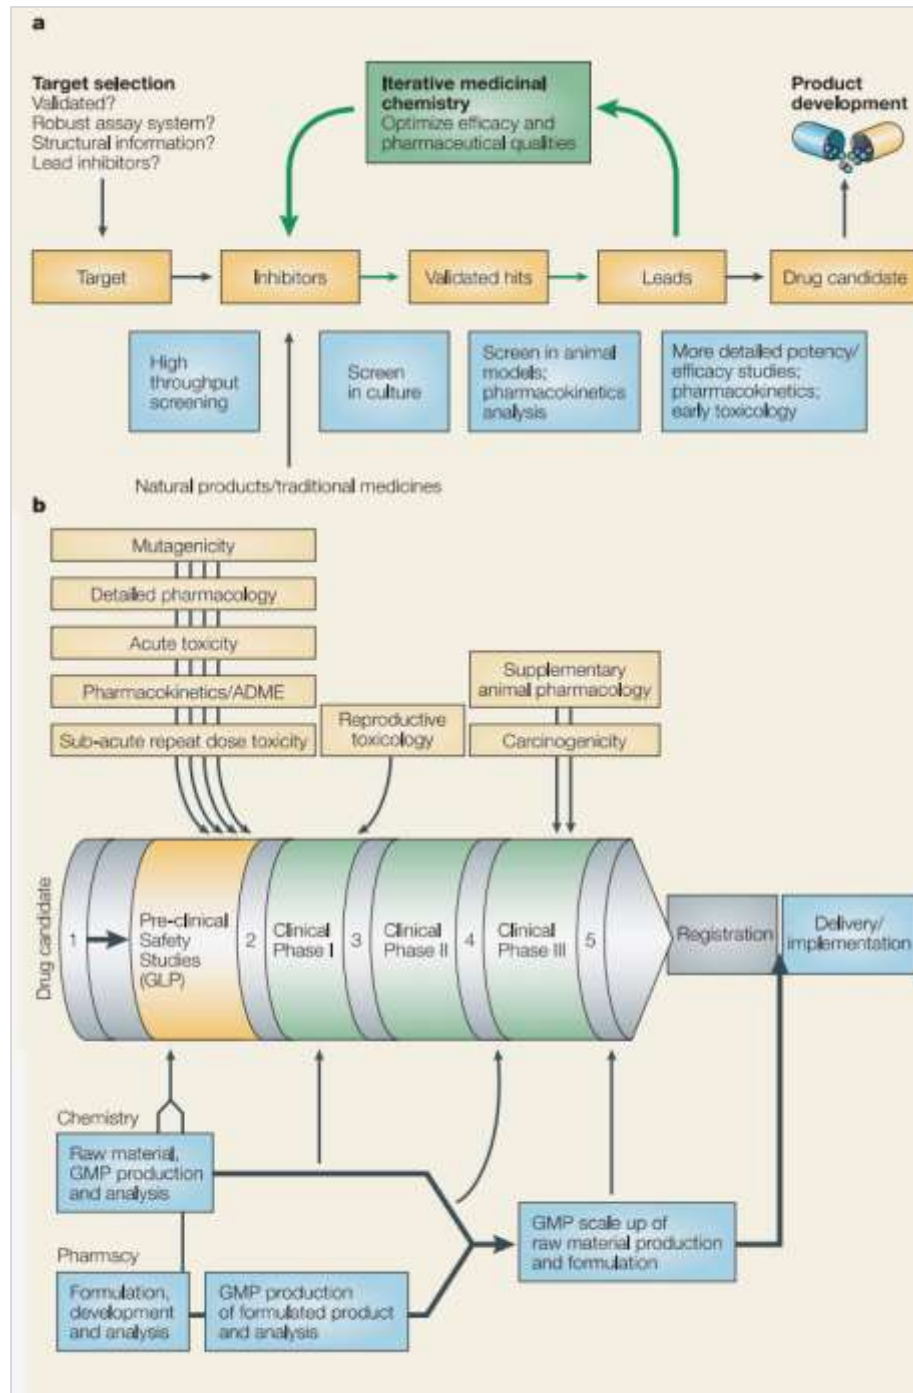 a
Target selection
Validated?
Robust assay system?
Structural information?
Lead inhibitors?
Iterative medicinal
chemistry
Optimize efficacy and
pharmaceutical qualities
Product
development
Target
Inhibitors
Validated hits
Leads
Drug candidate
High
throughput
screening
Screen
in culture
Screen in animal
models;
pharmacokinetics
analysis
More detailed potency/
efficacy studies;
pharmacokinetics;
early toxicology
Natural products/traditional medicines
b
Mutagenicity
Detailed pharmacology
Acute toxicity
Pharmacokinetics/ADME
Sub-acute repeat dose toxicity
Reproductive
toxicology
Supplementary
animal pharmacology
Carcinogenicity
Drug candidate
1
Pre-clinical
Safety
Studies
(GLP)
2
Clinical
Phase I
3
Clinical
Phase II
4
Clinical
Phase III
5
Registration
Delivery/
implementation
Chemistry
Raw material,
GMP production
and analysis
Pharmacy
Formulation,
development
and analysis
GMP production
of formulated product
and analysis
GMP scale up of
raw material production
and formulation